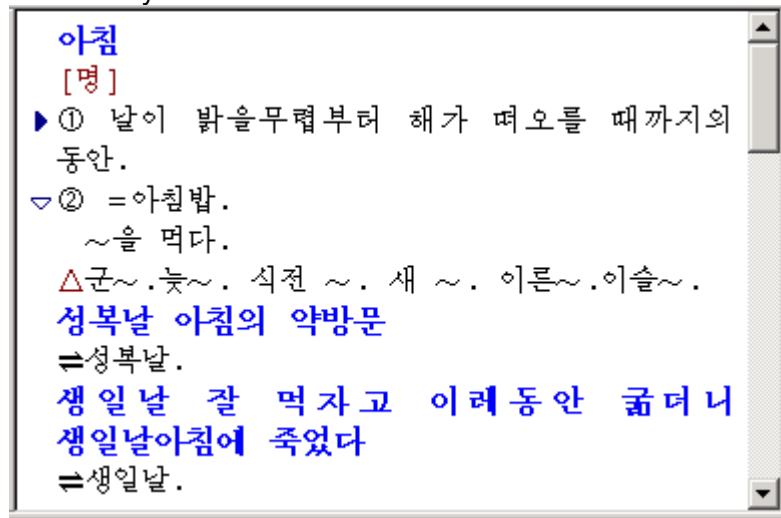 아침
[명]
① 날이 밝을무렵부터 해가 떠오를 때까지의
동안.
② =아침밥.
~을 먹다.
△군~.늦~. 식전 ~. 새 ~. 이른~.이슬~.
성복날 아침의 약방문
⇌성복날.
생일날 잘 먹자고 이레동안 굶더니
생일날아침에 죽었다
⇌생일날.